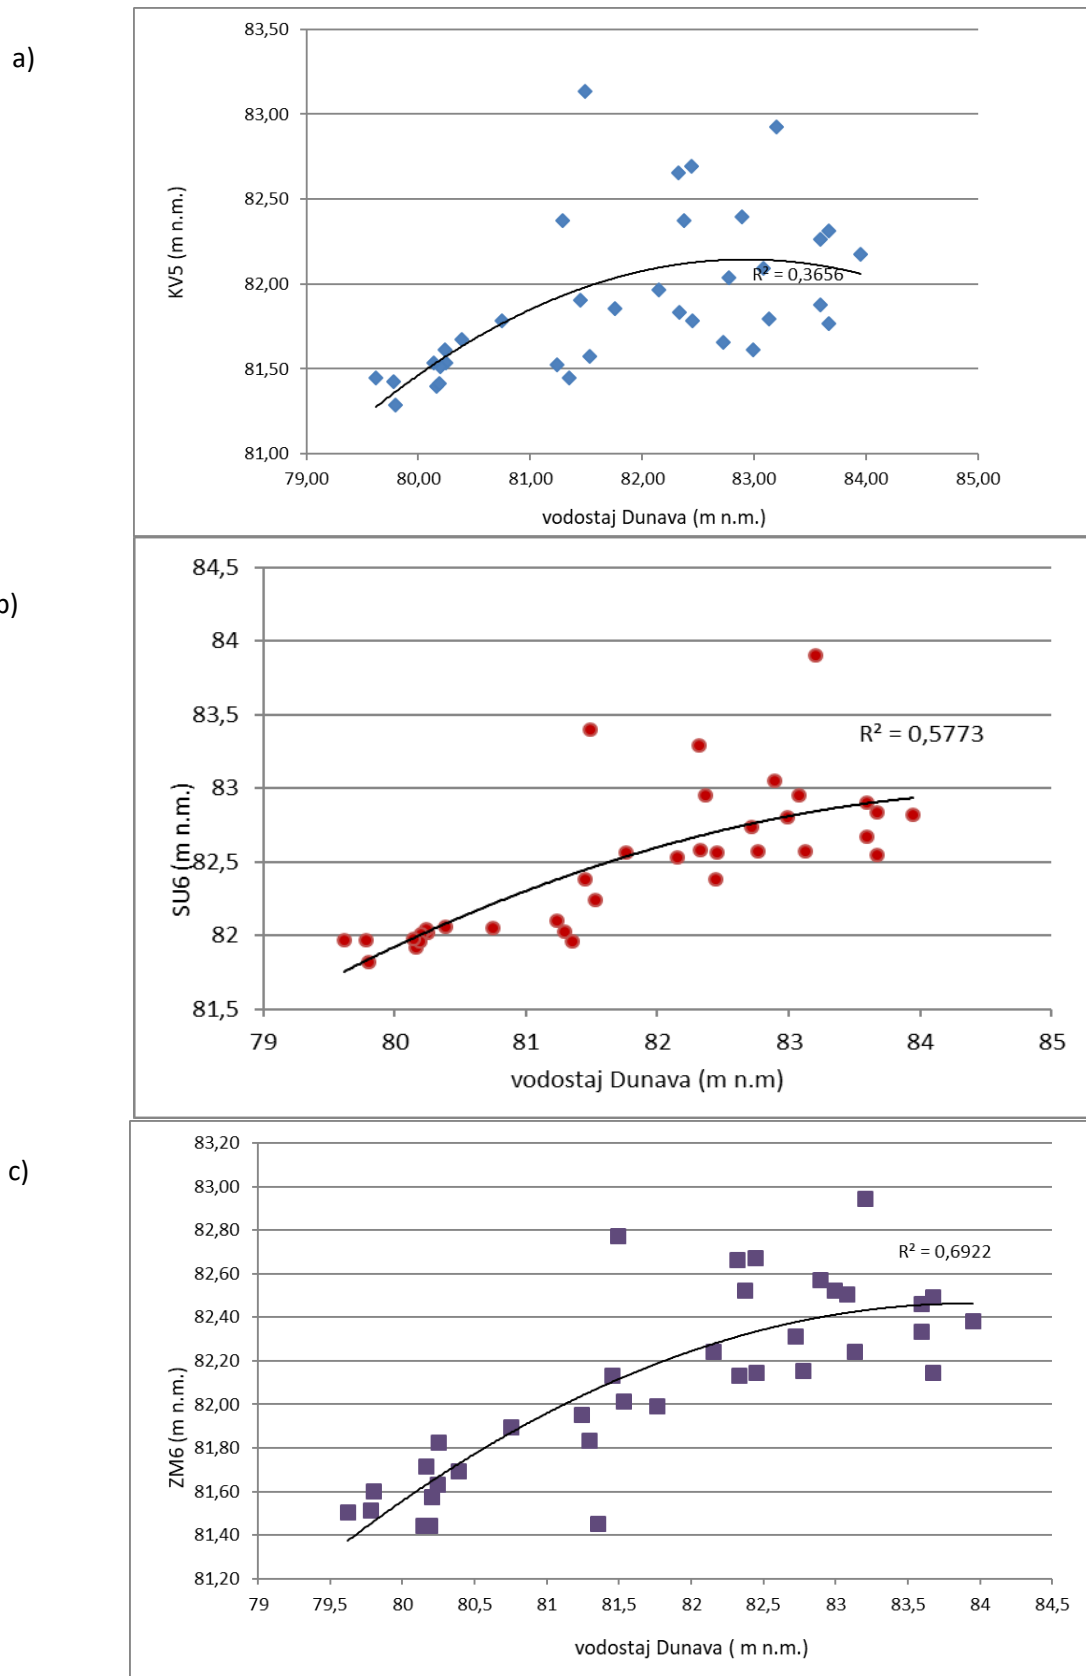 a)
83,50
83,00
82,50
82,00
81,50
81,00
KV5 (m n.m.)
R² = 0,3656
79,00 80,00 81,00 82,00 83,00 84,00 85,00
vodostaj Dunava (m n.m.)
b)
84,5
84
83,5
83
82,5
82
81,5
SU6 (m n.m.)
R² = 0,5773
79 80 81 82 83 84 85
vodostaj Dunava (m n.m)
c)
83,20
83,00
82,80
82,60
82,40
82,20
82,00
81,80
81,60
81,40
81,20
ZM6 (m n.m.)
R² = 0,6922
79 79,5 80 80,5 81 81,5 82 82,5 83 83,5 84 84,5
vodostaj Dunava ( m n.m.)